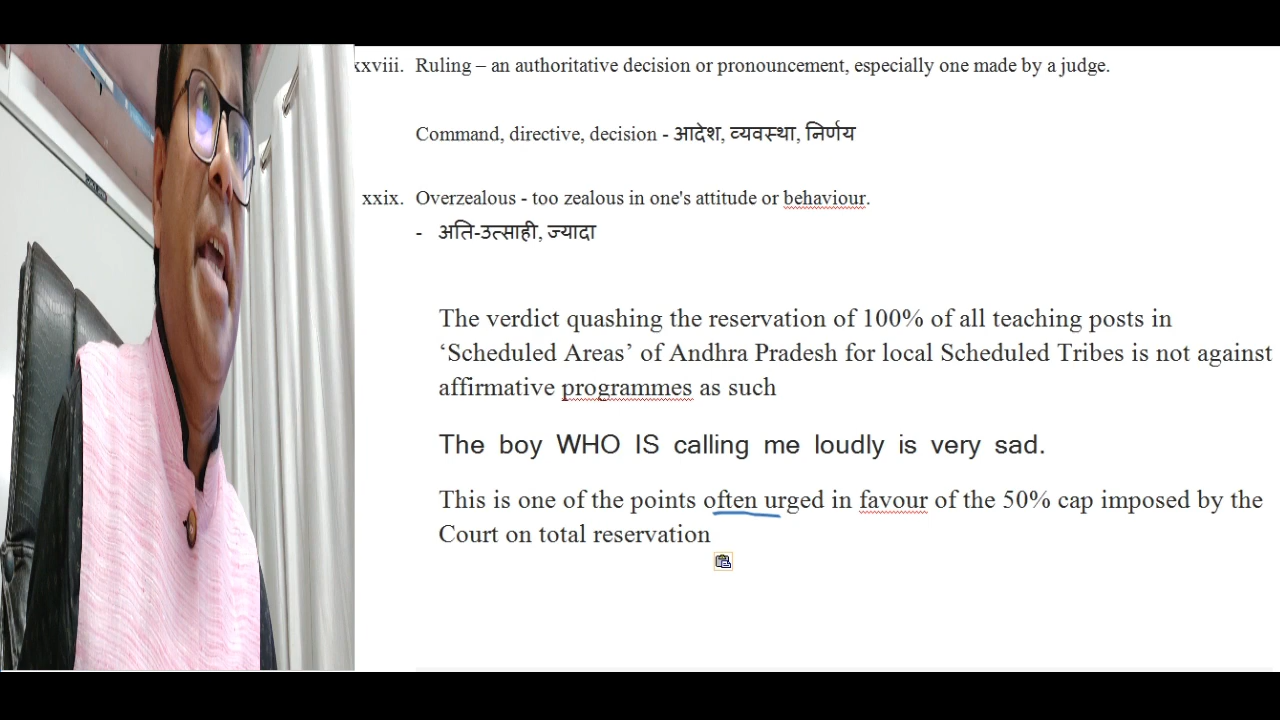 xxviii. Ruling – an authoritative decision or pronouncement, especially one made by a judge.
Command, directive, decision - आदेश, व्यवस्था, निर्णय
xxix. Overzealous - too zealous in one's attitude or behaviour.
- अति-उत्साही, ज्यादा
The verdict quashing the reservation of 100% of all teaching posts in
‘Scheduled Areas’ of Andhra Pradesh for local Scheduled Tribes is not against
affirmative programmes as such
The boy WHO IS calling me loudly is very sad.
This is one of the points often urged in favour of the 50% cap imposed by the
Court on total reservation